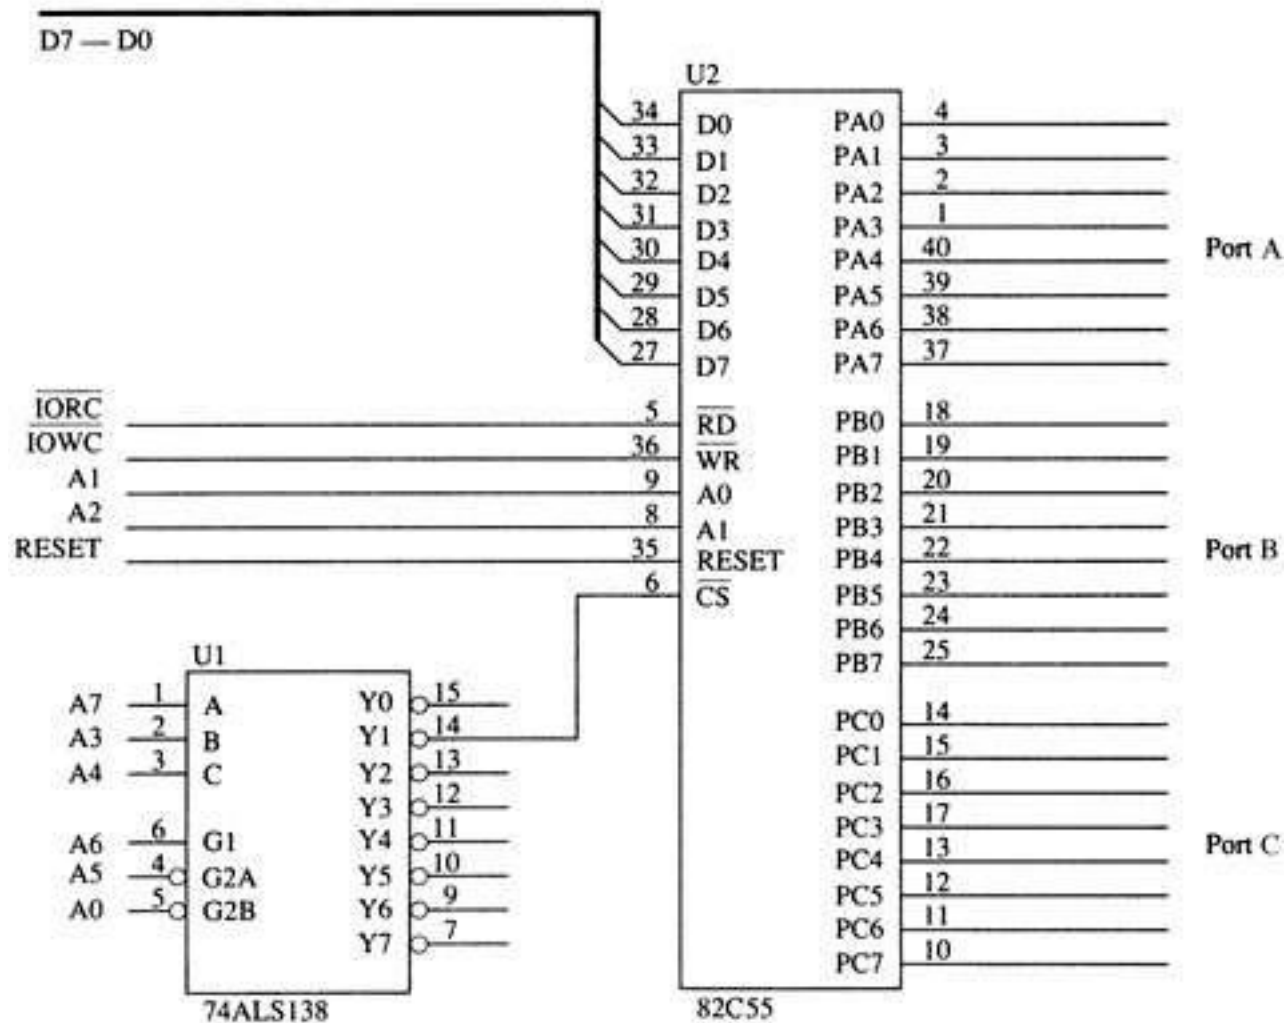 D7 — D0
U2
34 D0 PA0 4
33 D1 PA1 3
32 D2 PA2 2
31 D3 PA3 1
30 D4 PA4 40
29 D5 PA5 39
28 D6 PA6 38
27 D7 PA7 37
Port A
IORC 5 RD PB0 18
IOWC 36 WR PB1 19
A1 9 A0 PB2 20
A2 8 A1 PB3 21
RESET 35 RESET PB4 22
6 CS PB5 23
PB6 24
PB7 25
Port B
U1
A7 1 A Y0 15
A3 2 B Y1 14
A4 3 C Y2 13
Y3 12
A6 6 G1 Y4 11
A5 4 G2A Y5 10
A0 5 G2B Y6 9
Y7 7
74ALS138
PC0 14
PC1 15
PC2 16
PC3 17
PC4 13
PC5 12
PC6 11
PC7 10
Port C
82C55